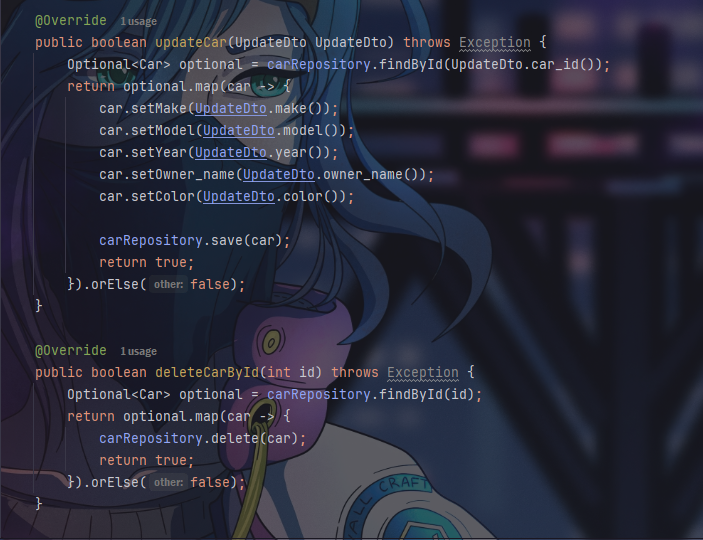 @Override 1 usage
public boolean updateCar(UpdateDto UpdateDto) throws Exception {
Optional<Car> optional = carRepository.findById(UpdateDto.car_id());
return optional.map(car -> {
car.setMake(UpdateDto.make());
car.setModel(UpdateDto.model());
car.setYear(UpdateDto.year());
car.setOwner_name(UpdateDto.owner_name());
car.setColor(UpdateDto.color());
carRepository.save(car);
return true;
}).orElse( other: false);
}
@Override 1 usage
public boolean deleteCarById(int id) throws Exception {
Optional<Car> optional = carRepository.findById(id);
return optional.map(car -> {
carRepository.delete(car);
return true;
}).orElse( other: false);
}
ALL CRAFT